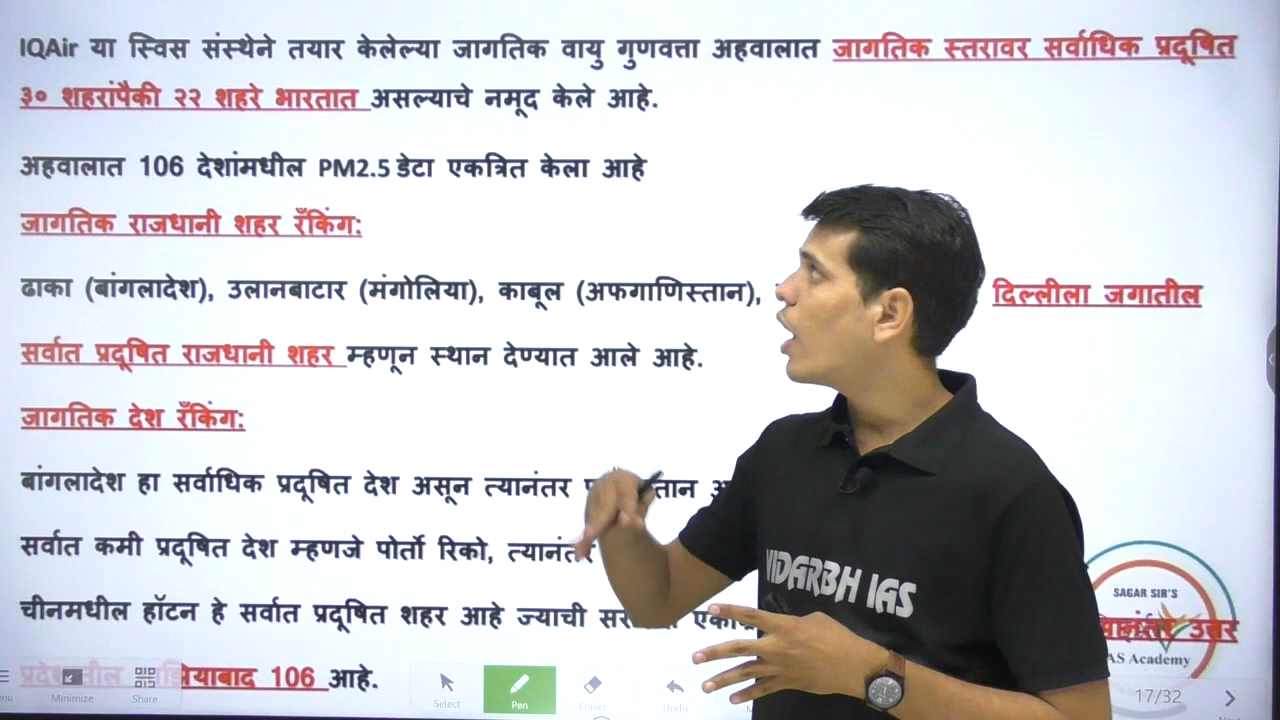 IQAir या स्विस संस्थेने तयार केलेल्या जागतिक वायु गुणवत्ता अहवालात जागतिक स्तरावर सर्वाधिक प्रदूषित
३० शहरांपैकी २२ शहरे भारतात असल्याचे नमूद केले आहे.
अहवालात 106 देशांमधील PM2.5 डेटा एकत्रित केला आहे
जागतिक राजधानी शहर रँकिंग:
ढाका (बांगलादेश), उलानबाटार (मंगोलिया), काबूल (अफगाणिस्तान), दिल्लीला जगातील
सर्वात प्रदूषित राजधानी शहर म्हणून स्थान देण्यात आले आहे.
जागतिक देश रँकिंग:
बांगलादेश हा सर्वाधिक प्रदूषित देश असून त्यानंतर
सर्वात कमी प्रदूषित देश म्हणजे पोर्तो रिको, त्यानंतर
चीनमधील हॉटन हे सर्वात प्रदूषित शहर आहे ज्याची उत्तर
106 आहे.
VIDARBH IAS
SAGAR SIR'S
AS Academy
Minimize
Share
Select
Pen
Eraser
Undo
17/32